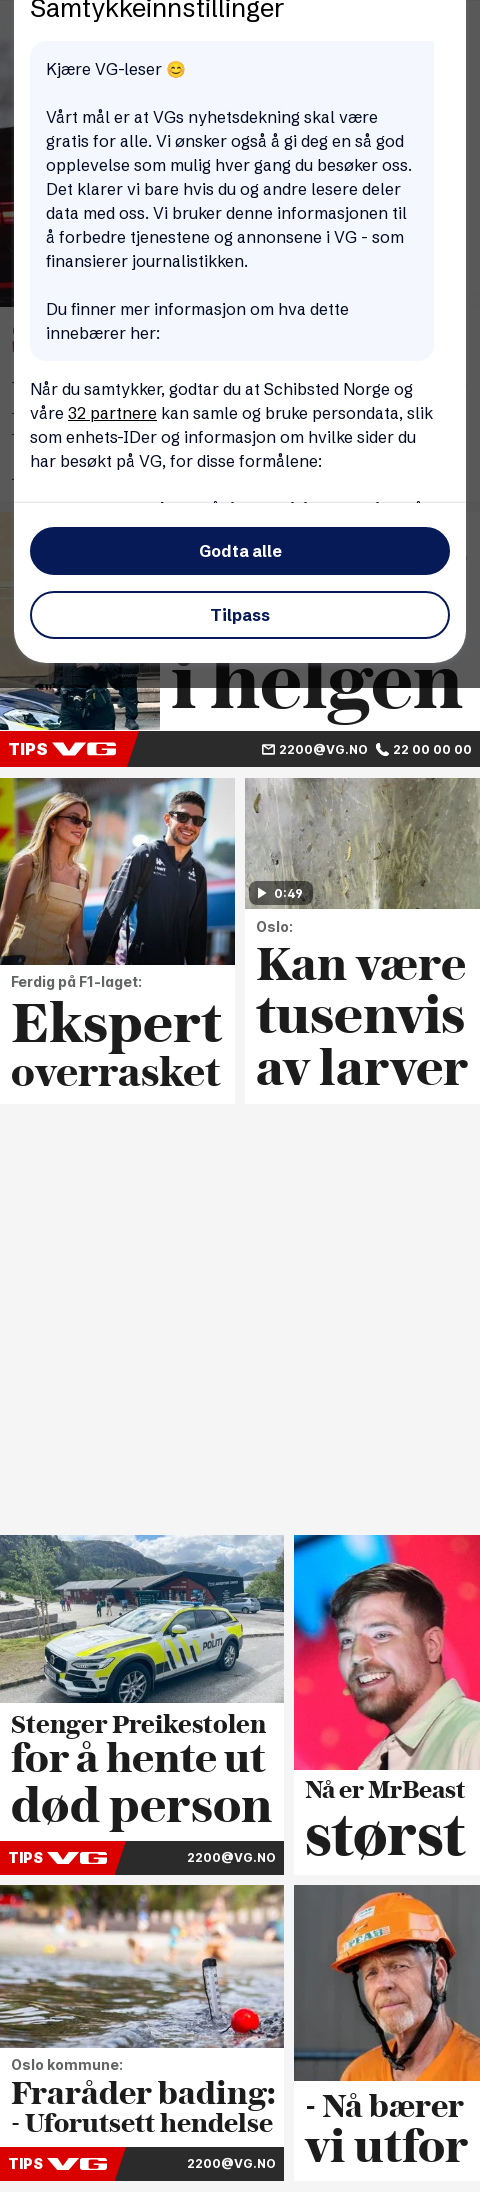 Samtykkeinnstillinger
Kjære VG-leser 😊
Vårt mål er at VGs nyhetsdekning skal være
gratis for alle. Vi ønsker også å gi deg en så god
opplevelse som mulig hver gang du besøker oss.
Det klarer vi bare hvis du og andre lesere deler
data med oss. Vi bruker denne informasjonen til
å forbedre tjenestene og annonsene i VG - som
finansierer journalistikken.
Du finner mer informasjon om hva dette
innebærer her:
Når du samtykker, godtar du at Schibsted Norge og
våre 32 partnere kan samle og bruke persondata, slik
som enhets-IDer og informasjon om hvilke sider du
har besøkt på VG, for disse formålene:
Godta alle
Tilpass
i helgen
TIPS VG 2200@VG.NO 22 00 00 00
Ferdig på F1-laget:
Ekspert
overrasket
0:49
Oslo:
Kan være
tusenvis
av larver
POLITI
Stenger Preikestolen
for å hente ut
død person
TIPS VG 2200@VG.NO
Nå er MrBeast
størst
Oslo kommune:
Fraråder bading:
- Uforutsett hendelse
TIPS VG 2200@VG.NO
PEAB
- Nå bærer
vi utfor